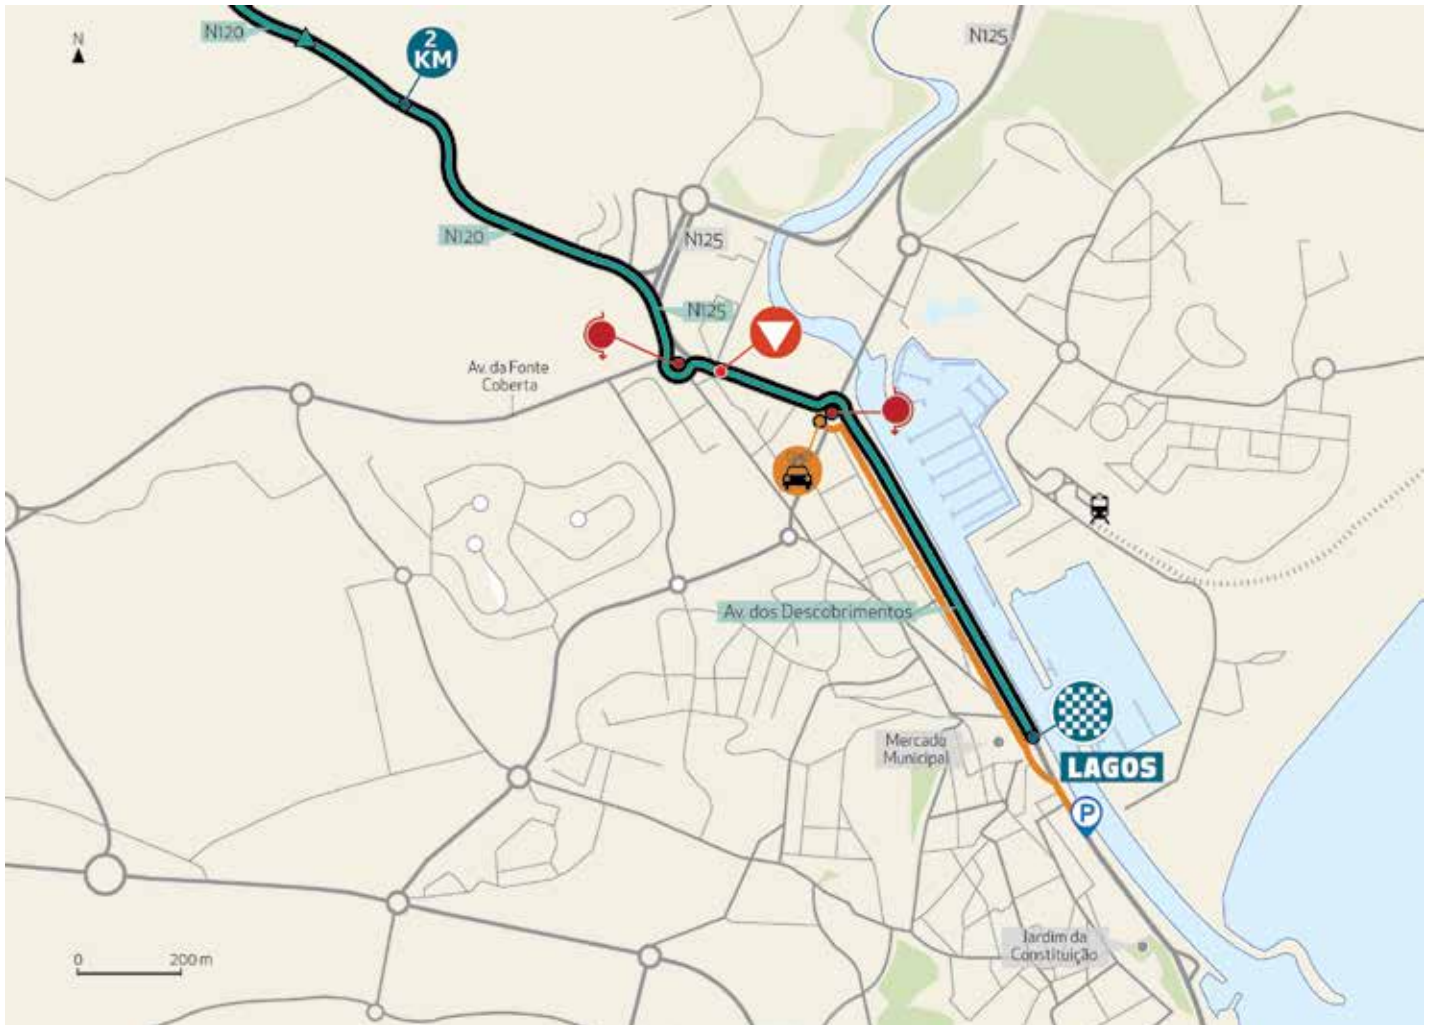 N120
N
2
KM
N125
N120
N125
N125
Av. da Fonte
Coberta
Av. dos Descobrimentos
Mercado
Municipal
LAGOS
P
Jardim da
Constituição
0 200 m